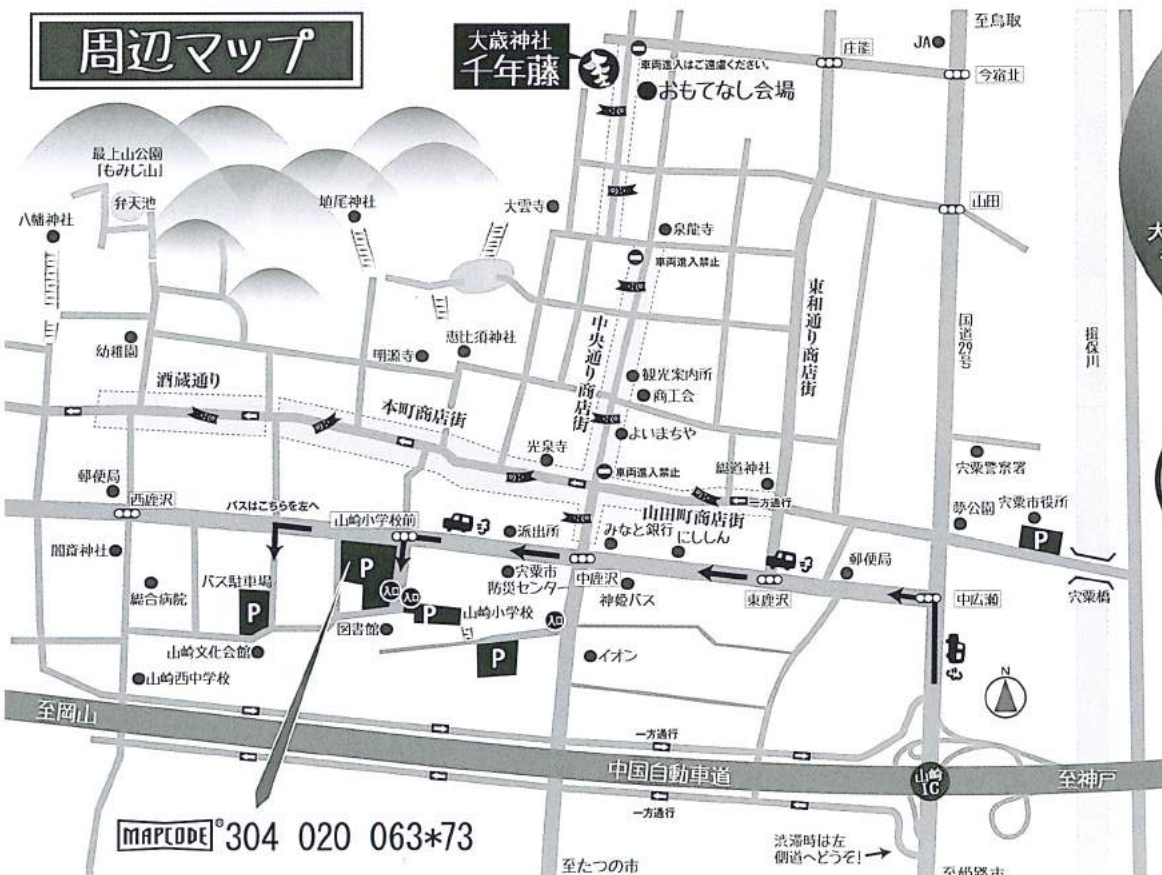 周辺マップ
大歳神社
千年藤
車両進入はご遠慮ください。
おもてなし会場
庄能
JA
至鳥取
今宿北
最上山公園
「もみじ山」
弁天池
八幡神社
大雲寺
泉龍寺
車両進入禁止
山田
幼稚園
明源寺
恵比須神社
中央通り商店街
東和通り商店街
国道29号
揖保川
観光案内所
商工会
酒蔵通り
本町商店街
よいまちや
光泉寺
車両進入禁止
総道神社
一方通行
宍粟警察署
郵便局
西鹿沢
バスはこちらを左へ
山崎小学校前
派出所
山田町商店街
みなと銀行
にししん
夢公園
宍粟市役所
P
闇斎神社
総合病院
バス駐車場
P
P
入口
入口
P
宍粟市
防災センター
中鹿沢
神姫バス
東鹿沢
郵便局
中広瀬
宍粟橋
山崎小学校
入口
図書館
山崎文化会館
P
イオン
山崎西中学校
N
至岡山
一方通行
中国自動車道
山崎
IC
至神戸
一方通行
MAPCODE® 304 020 063*73
渋滞時は左
側道へどうぞ!
至たつの市
至姫路市
大